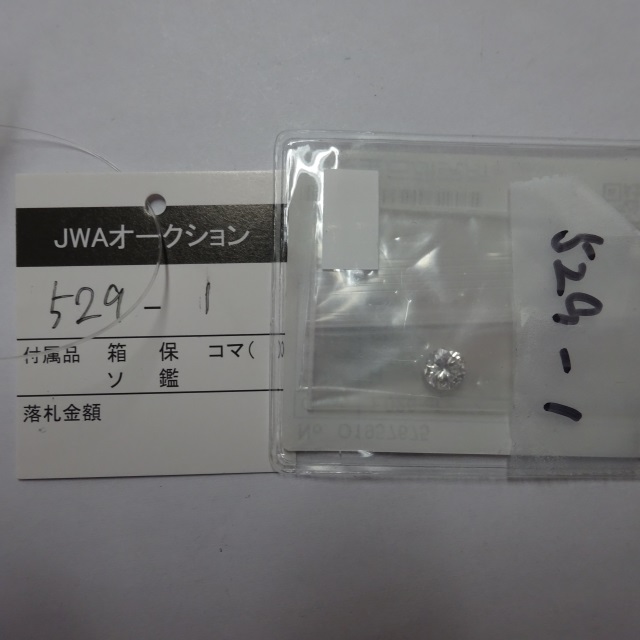 JWAオークション
529-1
付属品 箱 保 コマ( )
ソ 鑑
落札金額
529-1